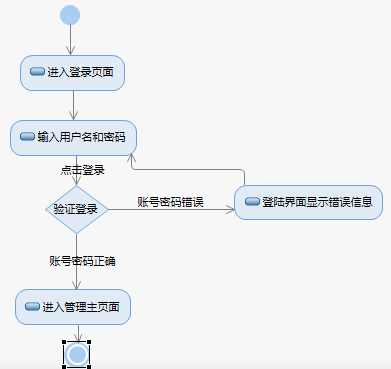 进入登录页面
输入用户名和密码
点击登录
验证登录
账号密码错误
登陆界面显示错误信息
账号密码正确
进入管理主页面